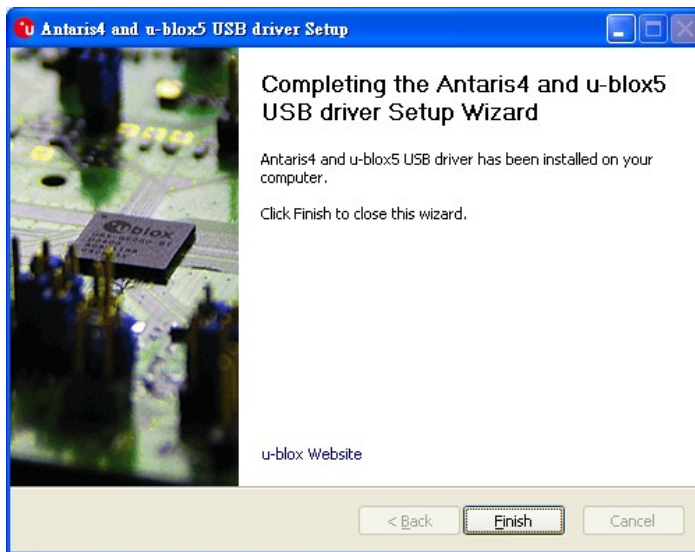 Antaris4 and u-blox5 USB driver Setup
Completing the Antaris4 and u-blox5
USB driver Setup Wizard
Antaris4 and u-blox5 USB driver has been installed on your
computer.
Click Finish to close this wizard.
blox
u-blox Website
< Back
Finish
Cancel